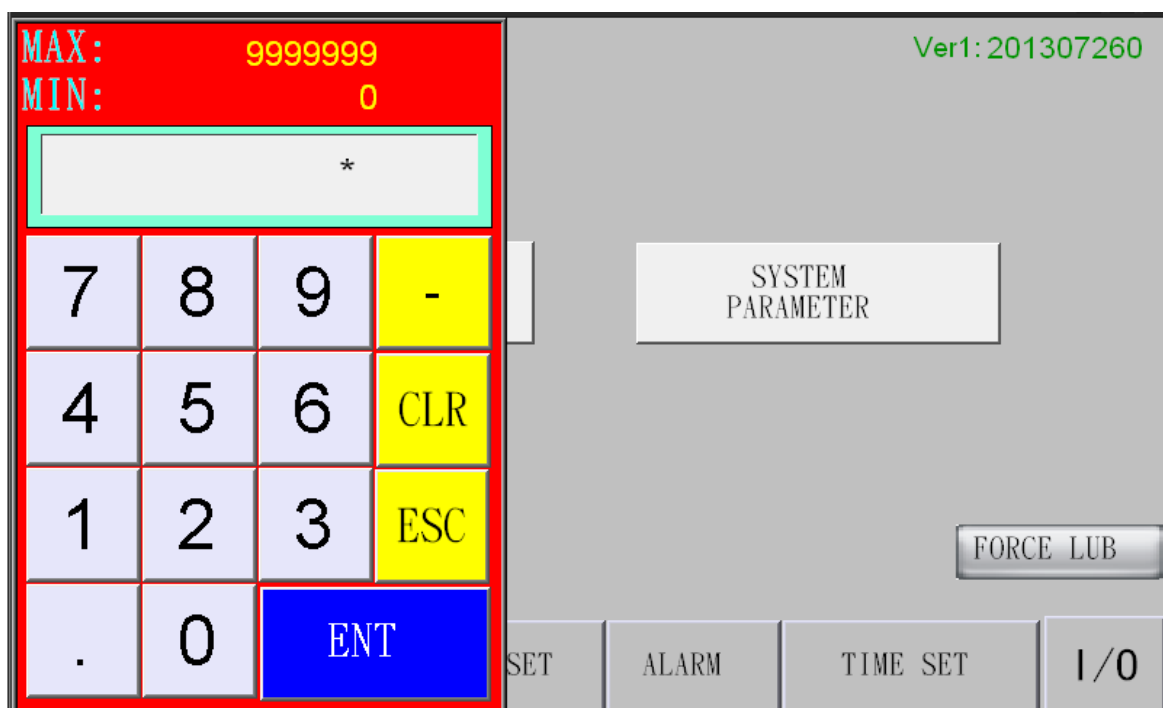 MAX: 9999999
MIN: 0
Ver1:201307260
*
7 8 9 -
SYSTEM
PARAMETER
4 5 6 CLR
1 2 3 ESC
FORCE LUB
. 0 ENT
SET
ALARM
TIME SET
I/O